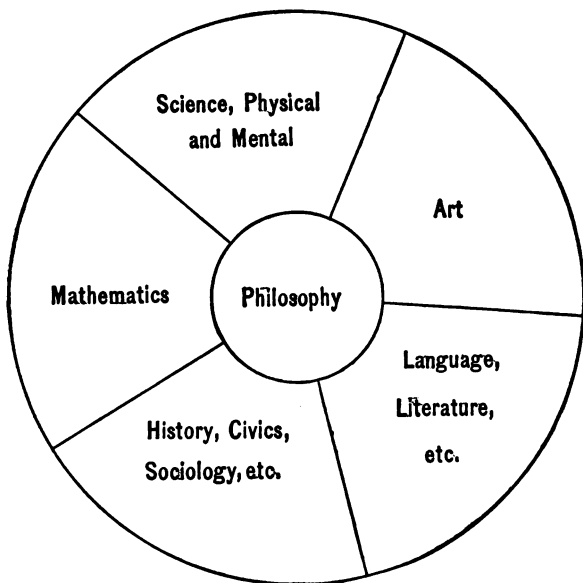 Science, Physical
and Mental
Art
Mathematics
Philosophy
Language,
Literature,
etc.
History, Civics,
Sociology, etc.